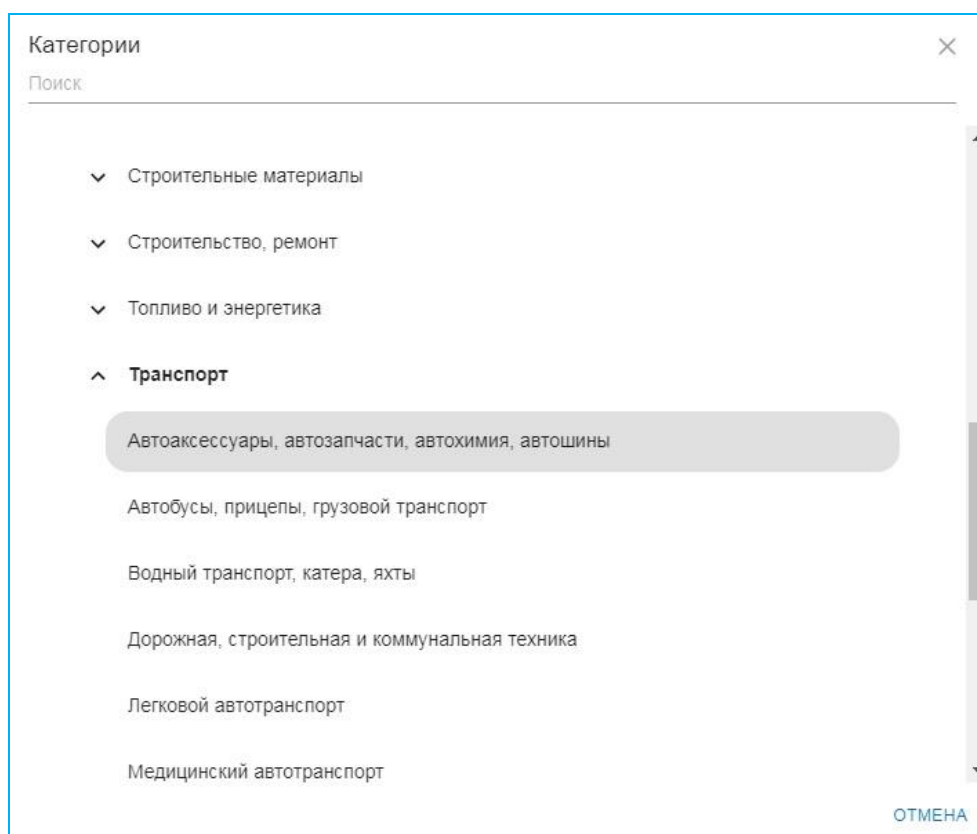 Категории
Поиск
Строительные материалы
Строительство, ремонт
Топливо и энергетика
Транспорт
Автоаксессуары, автозапчасти, автохимия, автошины
Автобусы, прицепы, грузовой транспорт
Водный транспорт, катера, яхты
Дорожная, строительная и коммунальная техника
Легковой автотранспорт
Медицинский автотранспорт
ОТМЕНА